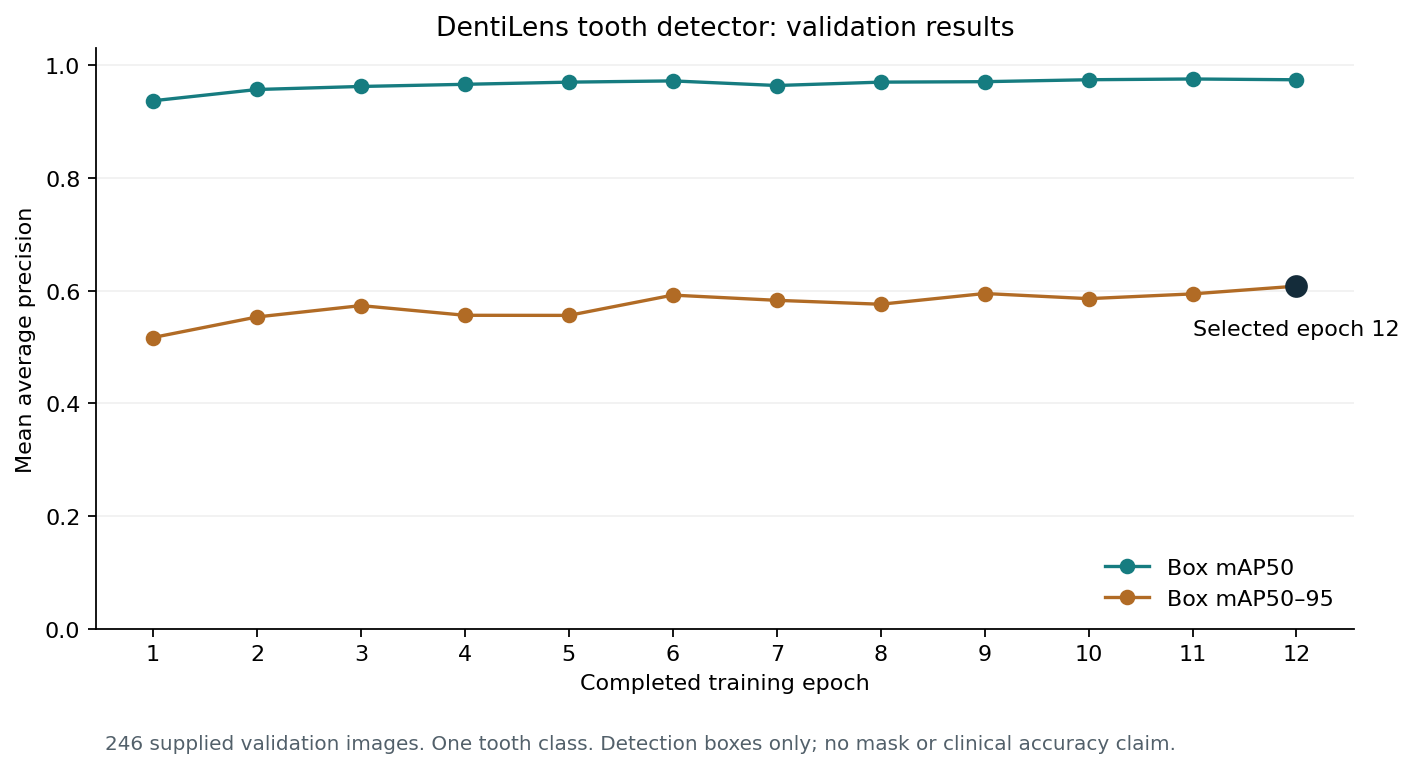 DentiLens tooth detector: validation results
Mean average precision
1.0
0.8
0.6
0.4
0.2
0.0
Selected epoch 12
Box mAP50
Box mAP50–95
1 2 3 4 5 6 7 8 9 10 11 12
Completed training epoch
246 supplied validation images. One tooth class. Detection boxes only; no mask or clinical accuracy claim.